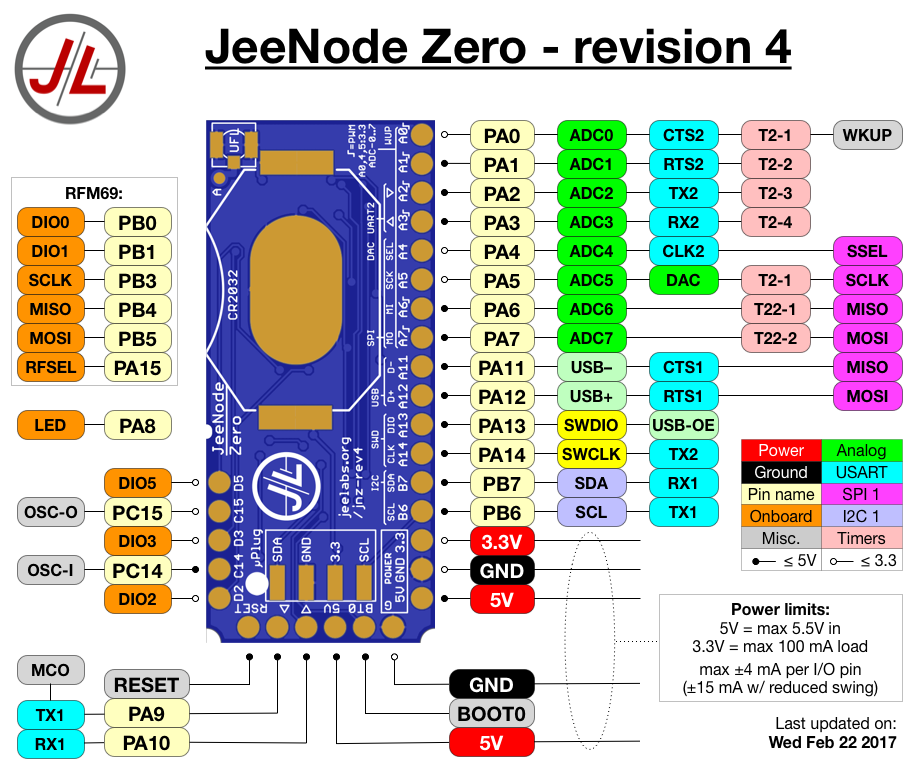 JeeNode Zero - revision 4
JL
RFM69:
DIO0 PB0
DIO1 PB1
SCLK PB3
MISO PB4
MOSI PB5
RFSEL PA15
LED PA8
DIO5
OSC-O PC15
DIO3
OSC-I PC14
DIO2
UFL
A
CR2032
JeeNode
Zero
JL
jeelabs.org
/jnz-rev4
=PWM
A0,4,5:3.3
ADC-0..7
WUP
UART2
DAC
SEL
SCK
SPI
MI
MO
USB
D-
D+
SWD
DIO
CLK
I2C
SDA
SCL
A0
A1
A2
A3
A4
A5
A6
A7
A11
A12
A13
A14
B7
B6
D5
C15
D3
C14
D2
µPlug
SDA
GND
3.3
SCL
POWER
5V GND 3.3
RSET
5V
BT0
G
PA0 ADC0 CTS2 T2-1 WKUP
PA1 ADC1 RTS2 T2-2
PA2 ADC2 TX2 T2-3
PA3 ADC3 RX2 T2-4
PA4 ADC4 CLK2 SSEL
PA5 ADC5 DAC T2-1 SCLK
PA6 ADC6 T22-1 MISO
PA7 ADC7 T22-2 MOSI
PA11 USB– CTS1 MISO
PA12 USB+ RTS1 MOSI
PA13 SWDIO USB-OE
PA14 SWCLK TX2
PB7 SDA RX1
PB6 SCL TX1
3.3V
GND
5V
Power Analog
Ground USART
Pin name SPI 1
Onboard I2C 1
Misc. Timers
≤ 5V ≤ 3.3
Power limits:
5V = max 5.5V in
3.3V = max 100 mA load
max ±4 mA per I/O pin
(±15 mA w/ reduced swing)
MCO
RESET
TX1 PA9
RX1 PA10
GND
BOOT0
5V
Last updated on:
Wed Feb 22 2017